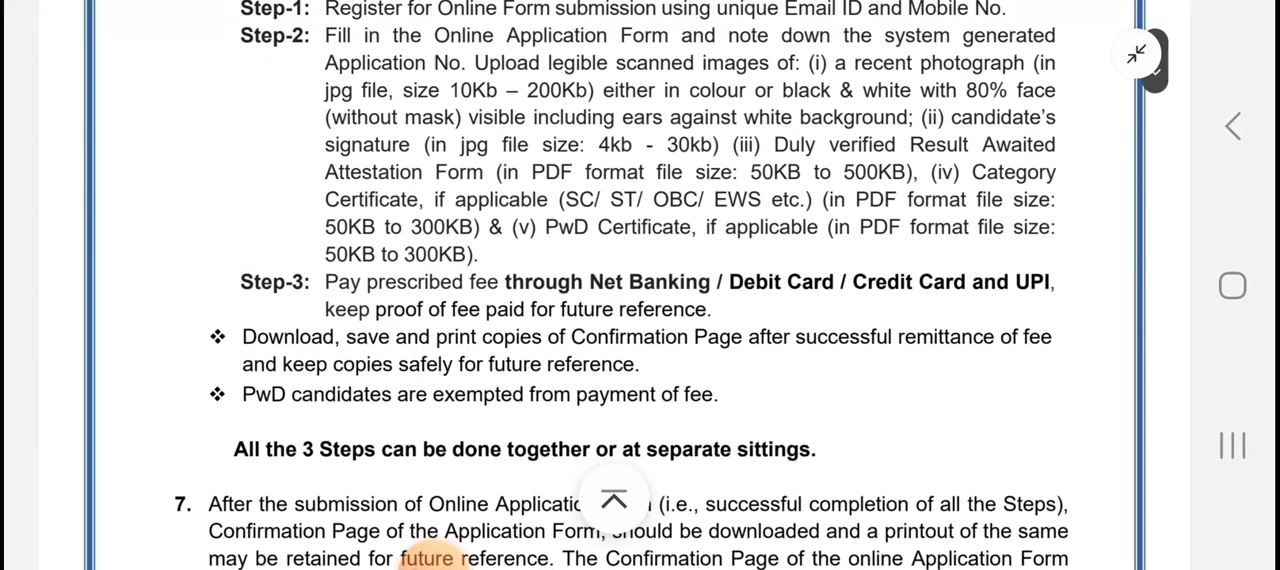 Step-1: Register for Online Form submission using unique Email ID and Mobile No.
Step-2: Fill in the Online Application Form and note down the system generated
Application No. Upload legible scanned images of: (i) a recent photograph (in
jpg file, size 10Kb – 200Kb) either in colour or black & white with 80% face
(without mask) visible including ears against white background; (ii) candidate's
signature (in jpg file size: 4kb - 30kb) (iii) Duly verified Result Awaited
Attestation Form (in PDF format file size: 50KB to 500KB), (iv) Category
Certificate, if applicable (SC/ ST/ OBC/ EWS etc.) (in PDF format file size:
50KB to 300KB) & (v) PwD Certificate, if applicable (in PDF format file size:
50KB to 300KB).
Step-3: Pay prescribed fee through Net Banking / Debit Card / Credit Card and UPI,
keep proof of fee paid for future reference.
❖ Download, save and print copies of Confirmation Page after successful remittance of fee
and keep copies safely for future reference.
❖ PwD candidates are exempted from payment of fee.
All the 3 Steps can be done together or at separate sittings.
7. After the submission of Online (i.e., successful completion of all the Steps),
Confirmation Page of the Application Form, should be downloaded and a printout of the same
may be retained for future reference. The Confirmation Page of the online Application Form